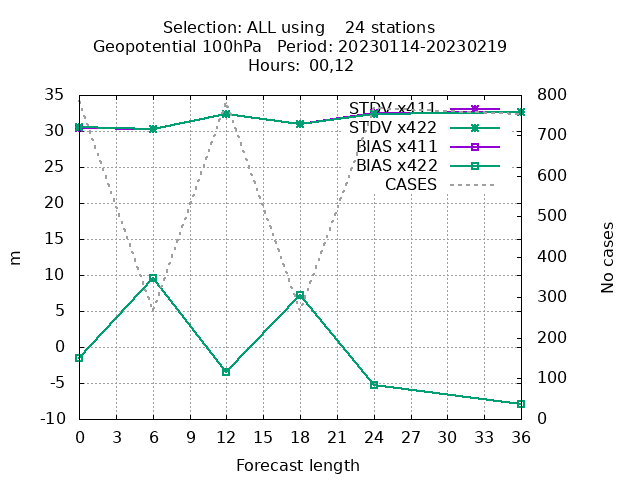 Selection: ALL using    24 stations
Geopotential 100hPa   Period: 20230114-20230219
Hours: 00,12
35
30
25
20
15
10
5
0
-5
-10
m
STDV x411
STDV x422
BIAS x411
BIAS x422
CASES
800
700
600
500
400
300
200
100
0
No cases
0 3 6 9 12 15 18 21 24 27 30 33 36
Forecast length